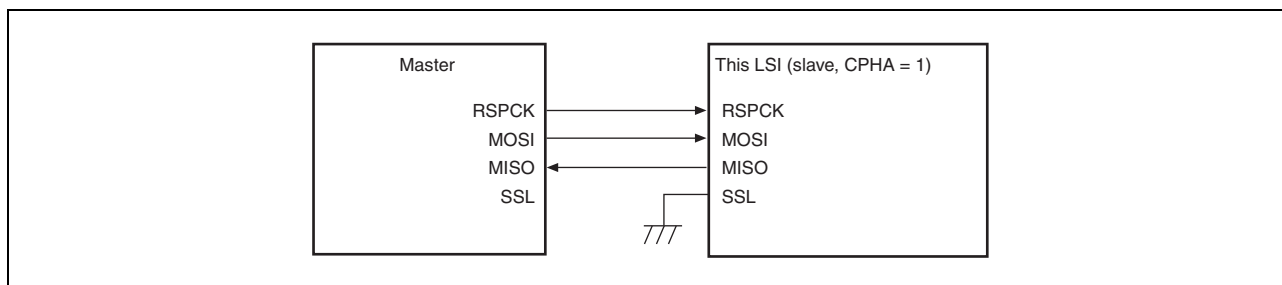 Master
This LSI (slave, CPHA = 1)
RSPCK
RSPCK
MOSI
MOSI
MISO
MISO
SSL
SSL